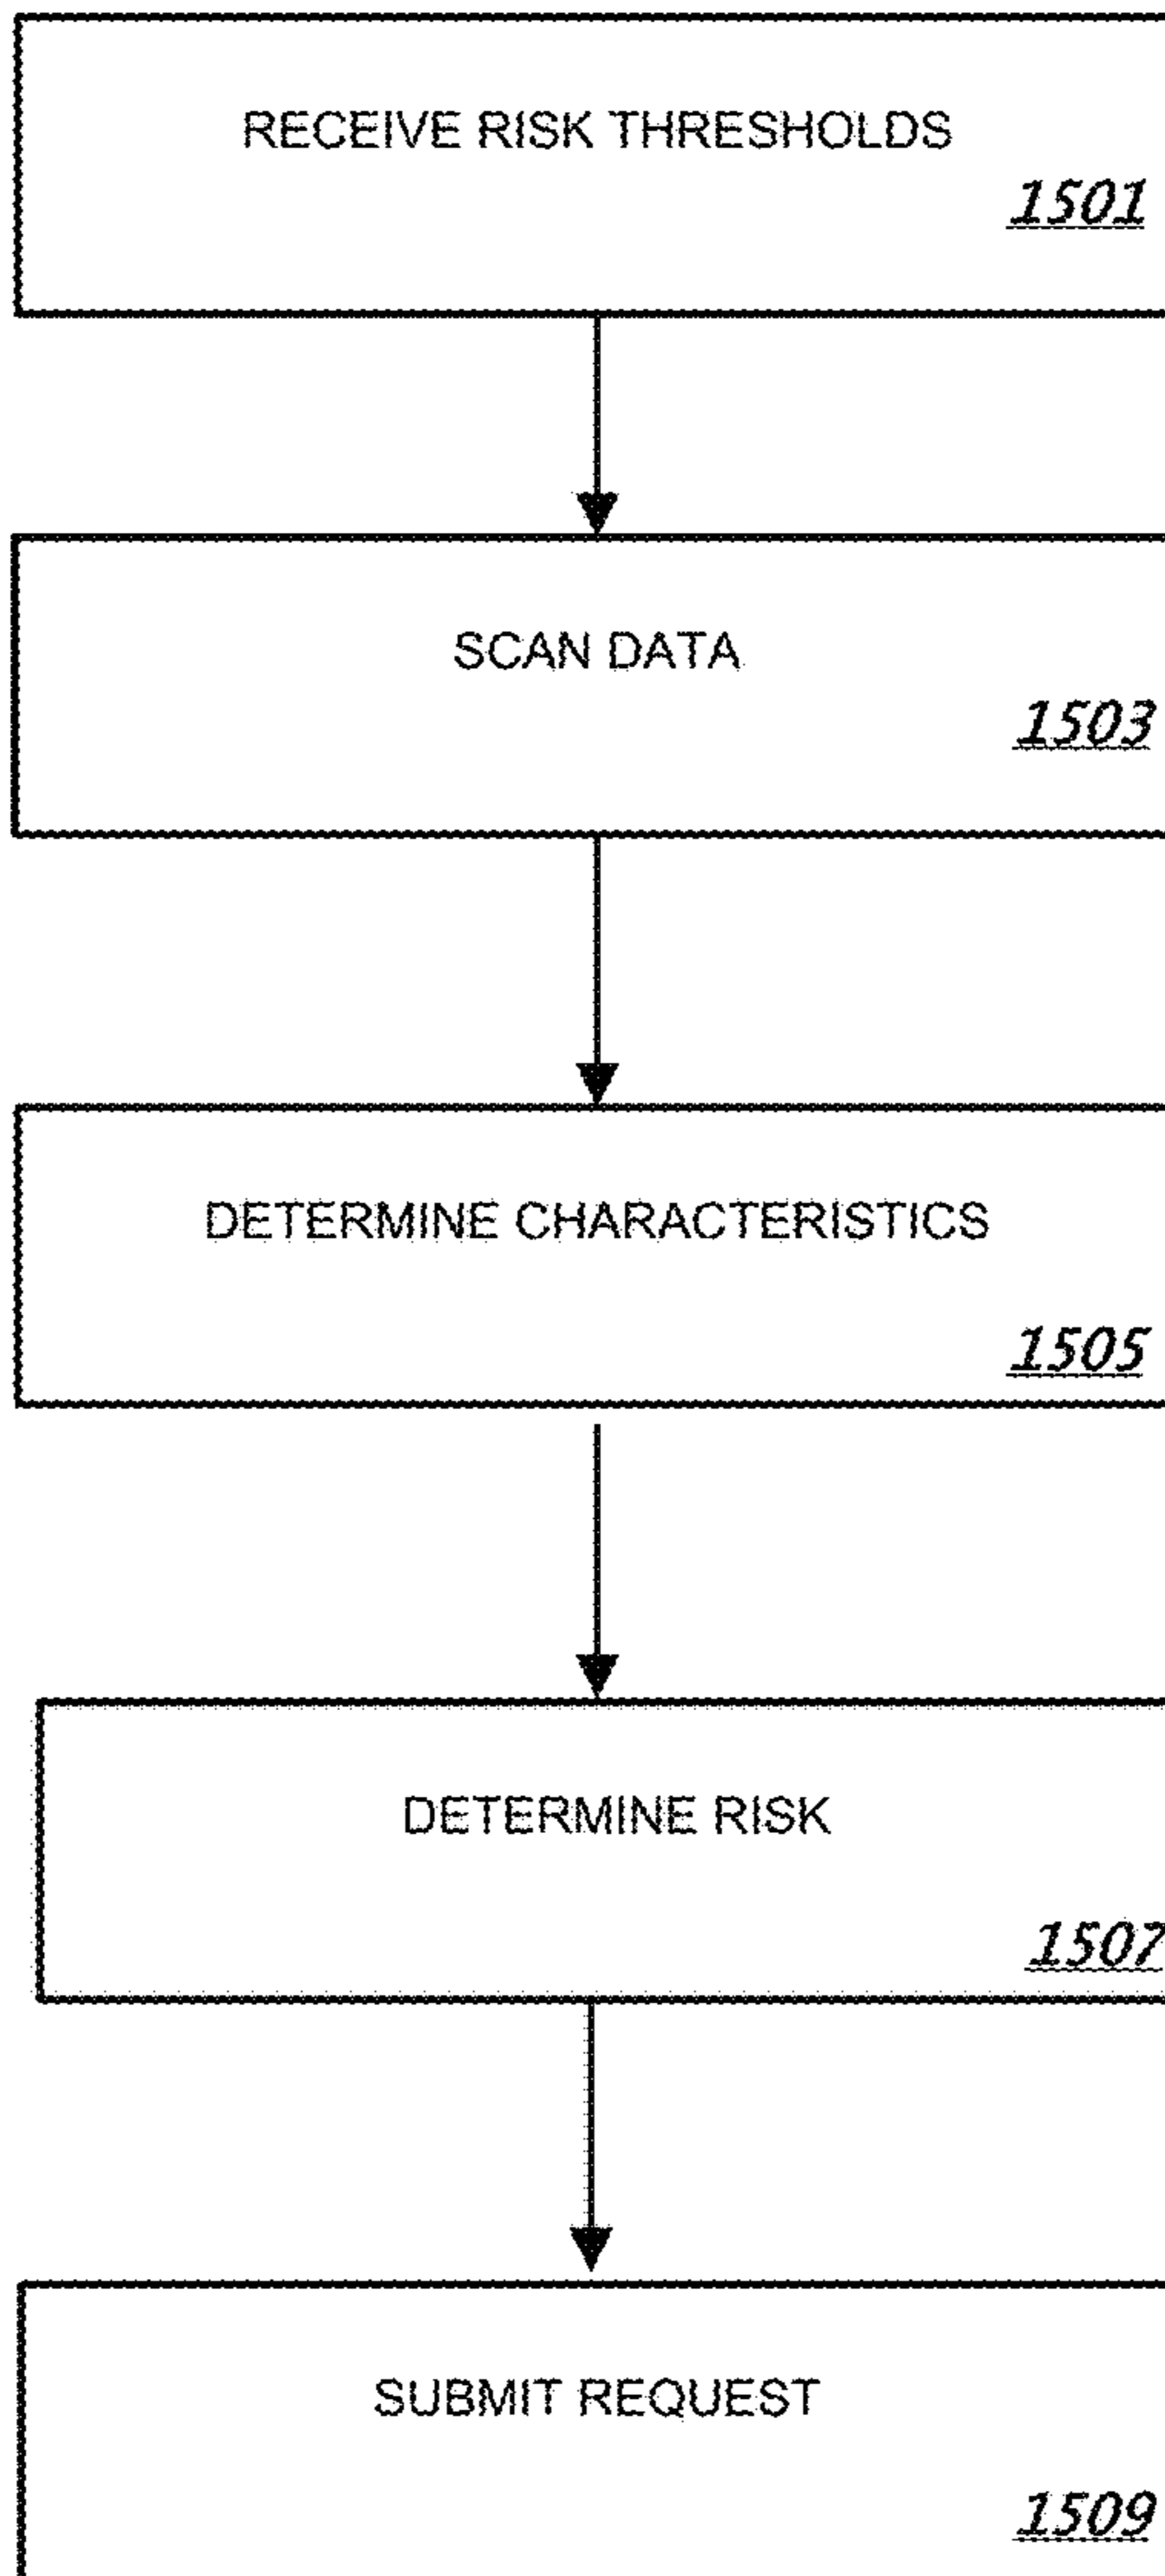 RECEIVE RISK THRESHOLDS
1501
SCAN DATA
1503
DETERMINE CHARACTERISTICS
1505
DETERMINE RISK
1507
SUBMIT REQUEST
1509